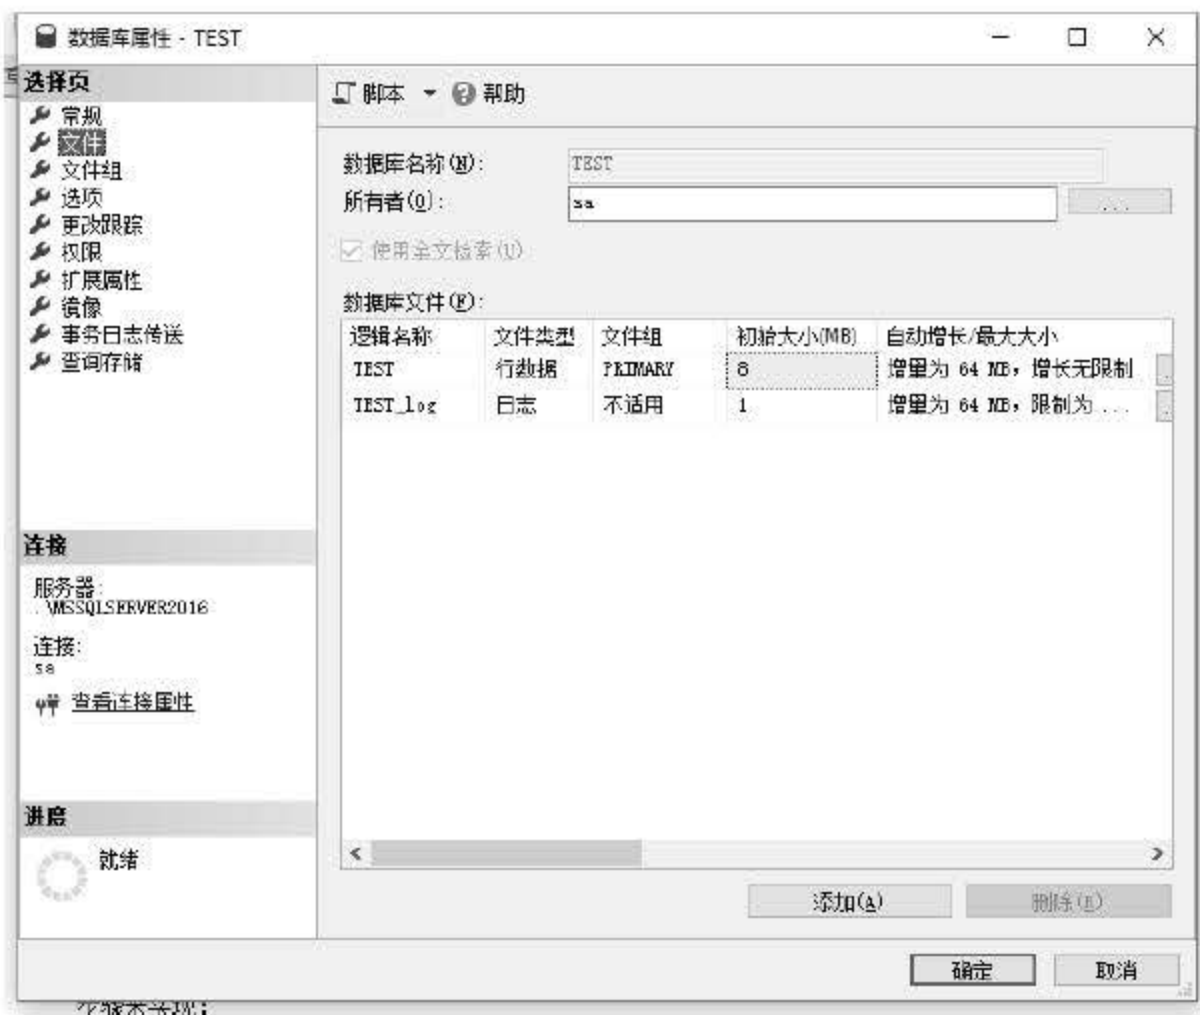 数据库属性 - TEST
选择页
常规
文件
文件组
选项
更改跟踪
权限
扩展属性
镜像
事务日志传送
查询存储
连接
服务器:
.\MSSQLSERVER2016
连接:
sa
查看连接属性
进度
就绪
脚本 帮助
数据库名称(N): TEST
所有者(O): sa ...
使用全文检索(U)
数据库文件(F):
逻辑名称 文件类型 文件组 初始大小(MB) 自动增长/最大大小
TEST 行数据 PRIMARY 8 增量为 64 MB，增长无限制
TEST_log 日志 不适用 1 增量为 64 MB，限制为 ...
添加(A) 删除(R)
确定 取消